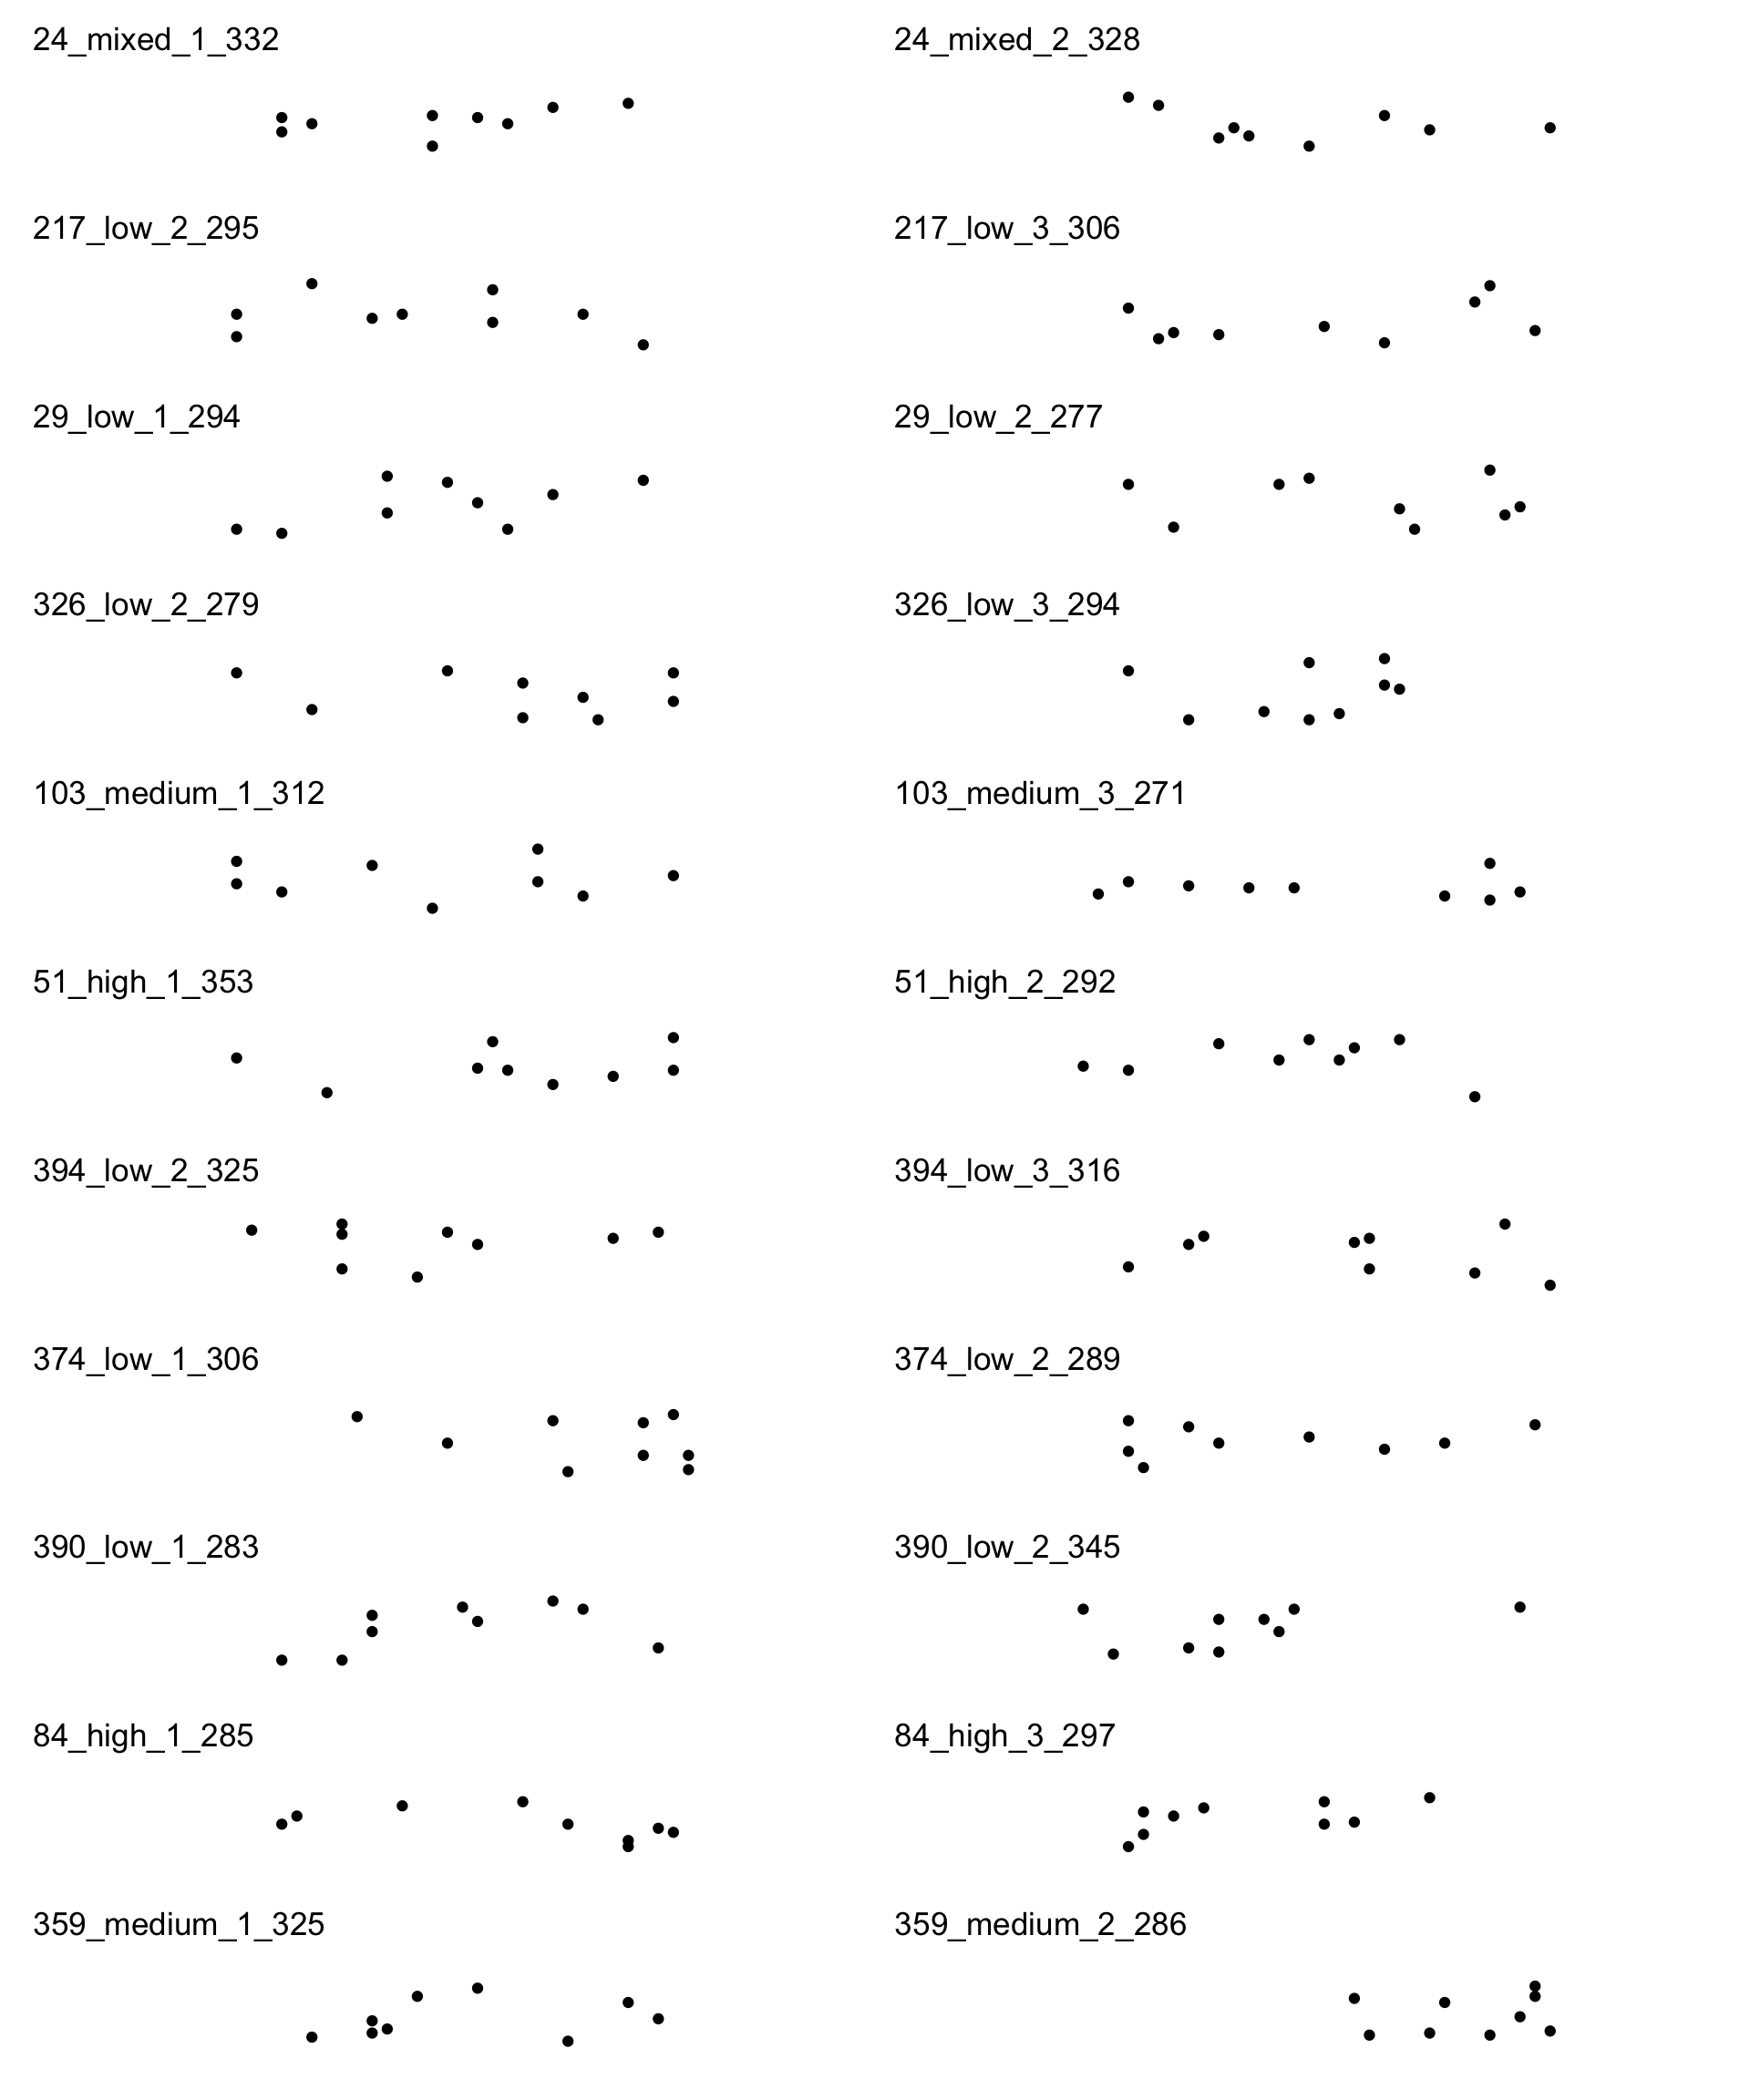 24_mixed_1_332
24_mixed_2_328
217_low_2_295
217_low_3_306
29_low_1_294
29_low_2_277
326_low_2_279
326_low_3_294
103_medium_1_312
103_medium_3_271
51_high_1_353
51_high_2_292
394_low_2_325
394_low_3_316
374_low_1_306
374_low_2_289
390_low_1_283
390_low_2_345
84_high_1_285
84_high_3_297
359_medium_1_325
359_medium_2_286